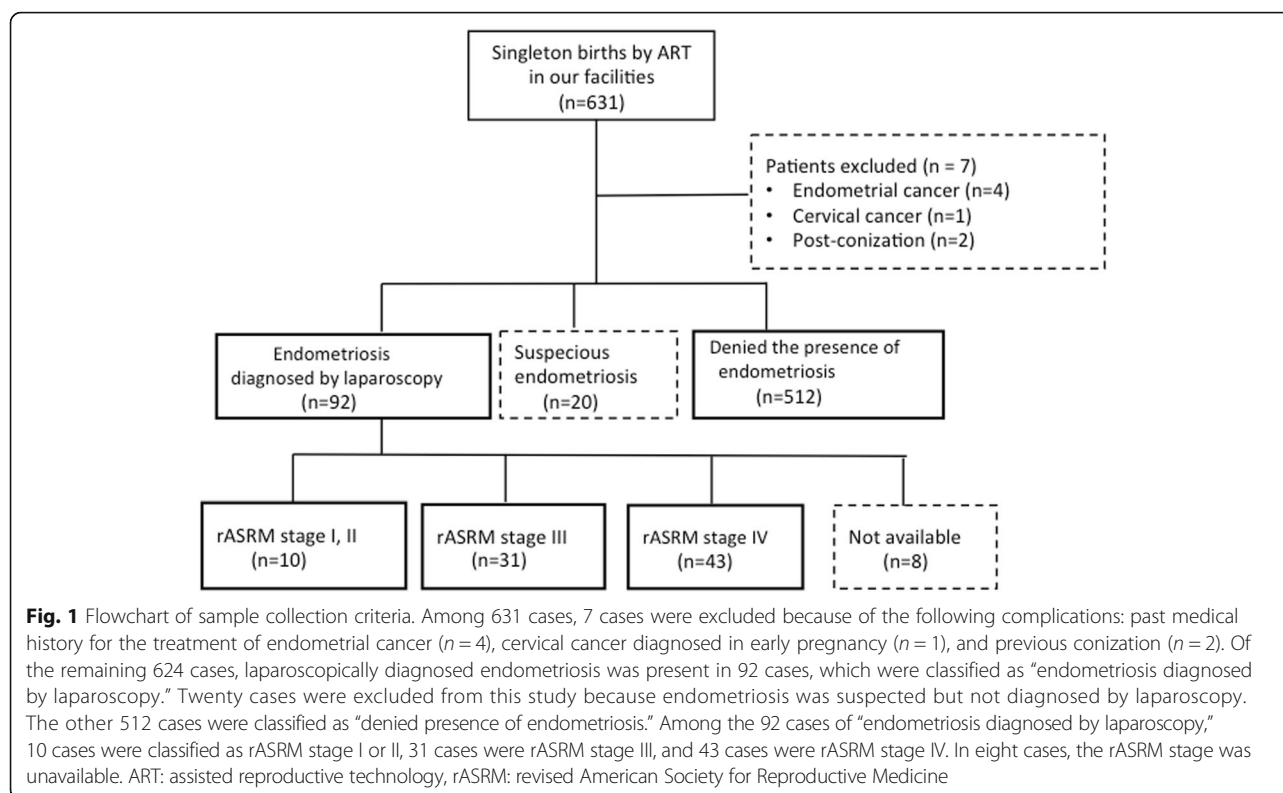 Singleton births by ART
in our facilities
(n=631)
Patients excluded (n = 7)
• Endometrial cancer (n=4)
• Cervical cancer (n=1)
• Post-conization (n=2)
Endometriosis
diagnosed by laparoscopy
(n=92)
Suspecious
endometriosis
(n=20)
Denied the presence of
endometriosis
(n=512)
rASRM stage I, II
(n=10)
rASRM stage III
(n=31)
rASRM stage IV
(n=43)
Not available
(n=8)
Fig. 1 Flowchart of sample collection criteria. Among 631 cases, 7 cases were excluded because of the following complications: past medical
history for the treatment of endometrial cancer (n = 4), cervical cancer diagnosed in early pregnancy (n = 1), and previous conization (n = 2). Of
the remaining 624 cases, laparoscopically diagnosed endometriosis was present in 92 cases, which were classified as “endometriosis diagnosed
by laparoscopy.” Twenty cases were excluded from this study because endometriosis was suspected but not diagnosed by laparoscopy.
The other 512 cases were classified as “denied presence of endometriosis.” Among the 92 cases of “endometriosis diagnosed by laparoscopy,”
10 cases were classified as rASRM stage I or II, 31 cases were rASRM stage III, and 43 cases were rASRM stage IV. In eight cases, the rASRM stage was
unavailable. ART: assisted reproductive technology, rASRM: revised American Society for Reproductive Medicine